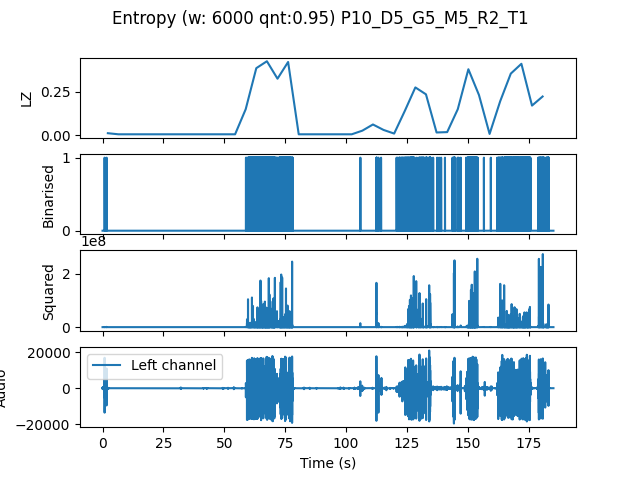 Entropy (w: 6000 qnt:0.95) P10_D5_G5_M5_R2_T1
LZ
0.25
0.00
Binarised
1
0
1e8
Squared
2
0
Audio
20000
0
−20000
Left channel
0 25 50 75 100 125 150 175
Time (s)